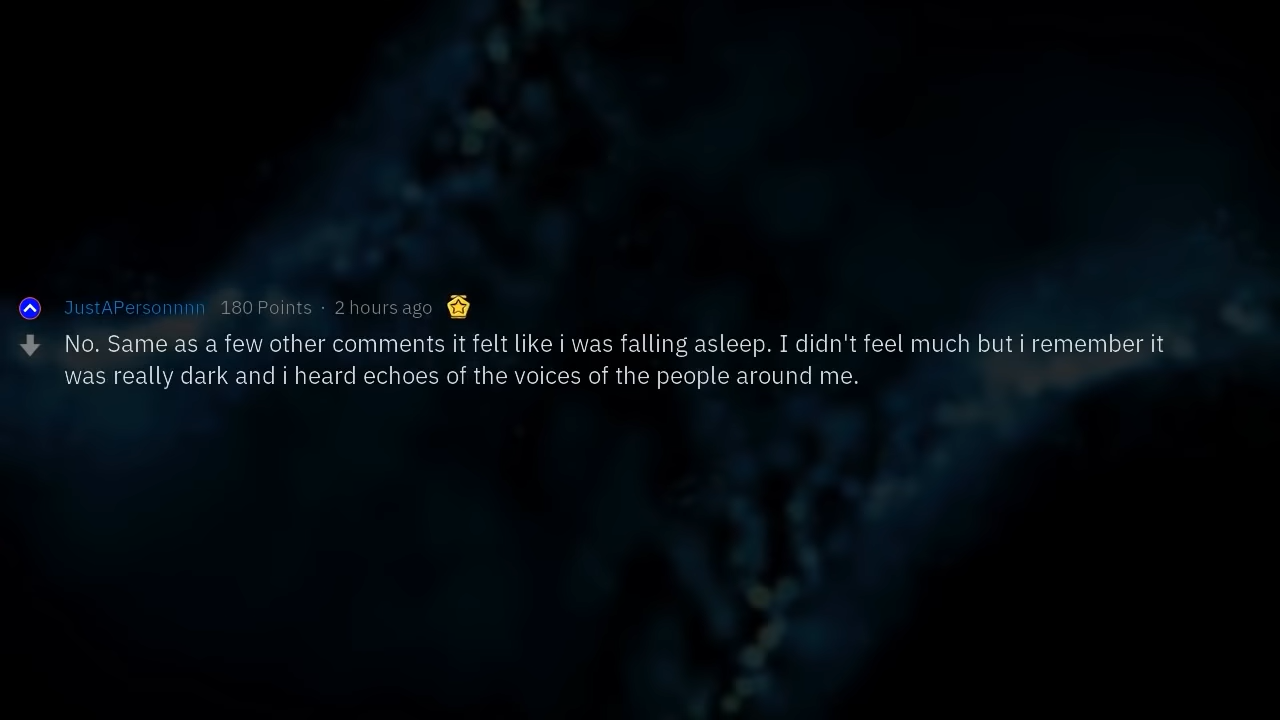 JustAPersonnnn 180 Points · 2 hours ago
No. Same as a few other comments it felt like i was falling asleep. I didn't feel much but i remember it
was really dark and i heard echoes of the voices of the people around me.